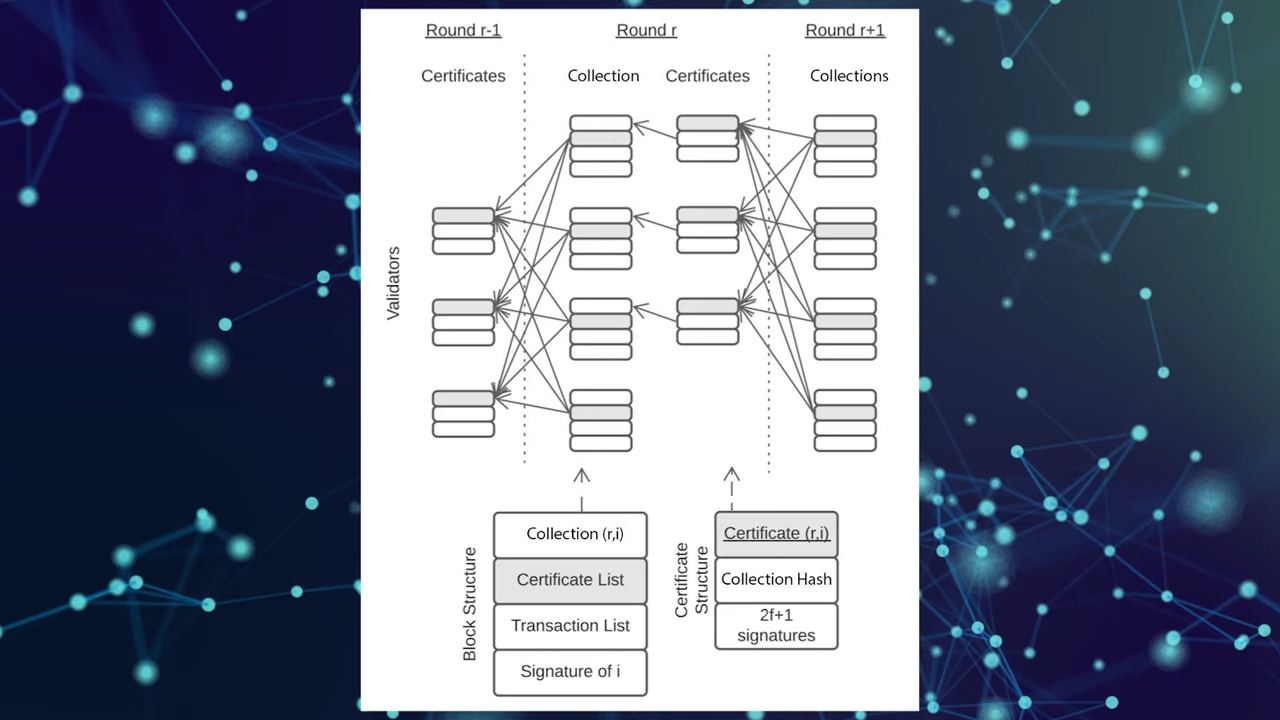 Round r-1
Round r
Round r+1
Certificates
Collection
Certificates
Collections
Validators
Block Structure
Collection (r,i)
Certificate List
Transaction List
Signature of i
Certificate
Structure
Certificate (r,i)
Collection Hash
2f+1
signatures